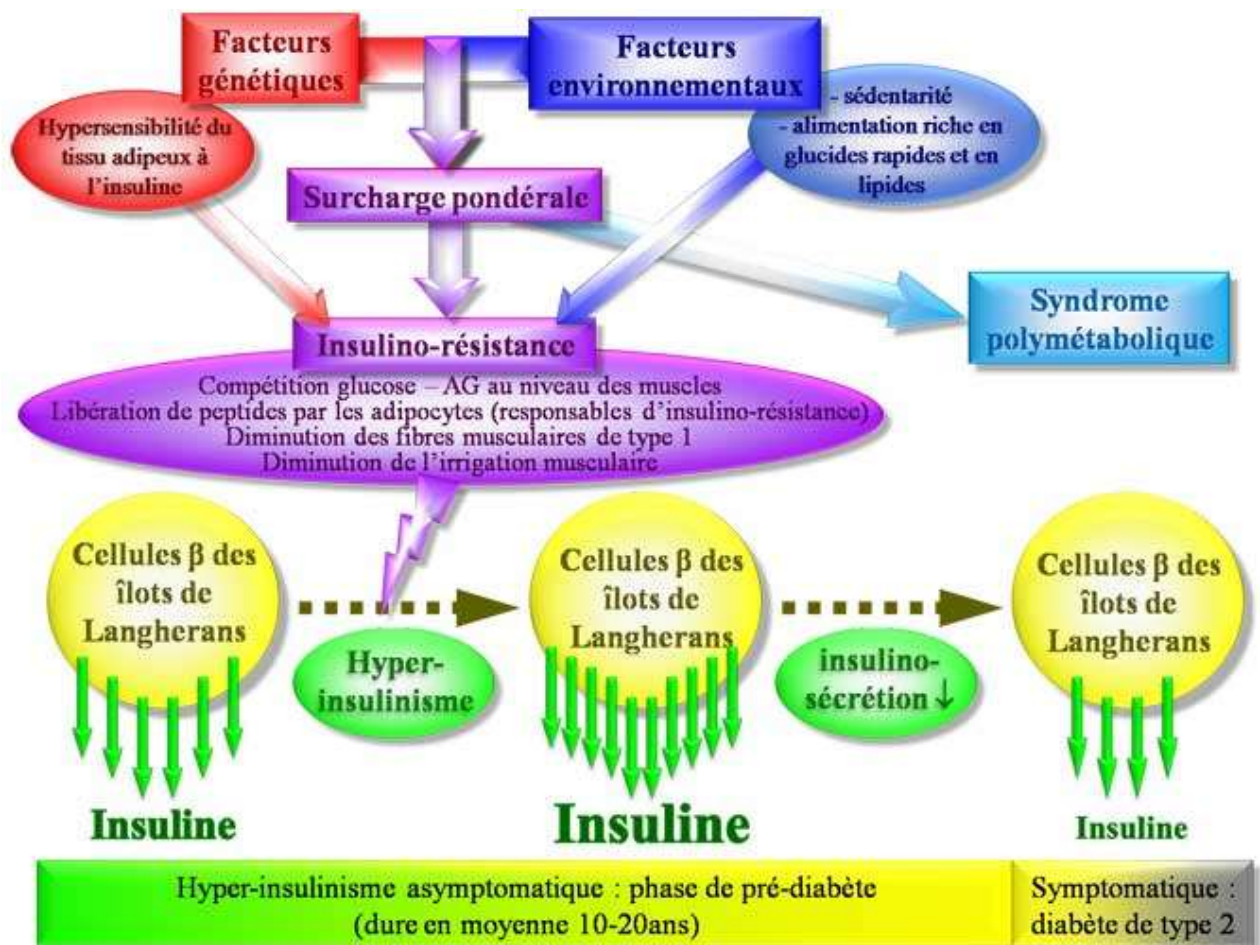 Facteurs
génétiques
Facteurs
environnementaux
Hypersensibilité du
tissu adipeux à
l’insuline
- sédentarité
- alimentation riche en
glucides rapides et en
lipides
Surcharge pondérale
Syndrome
polymétabolique
Insulino-résistance
Compétition glucose – AG au niveau des muscles
Libération de peptides par les adipocytes (responsables d’insulino-résistance)
Diminution des fibres musculaires de type 1
Diminution de l’irrigation musculaire
Cellules β des
îlots de
Langherans
Hyper-
insulinisme
Cellules β des
îlots de
Langherans
insulino-
sécrétion ↓
Cellules β des
îlots de
Langherans
Insuline
Insuline
Insuline
Hyper-insulinisme asymptomatique : phase de pré-diabète
(dure en moyenne 10-20ans)
Symptomatique :
diabète de type 2